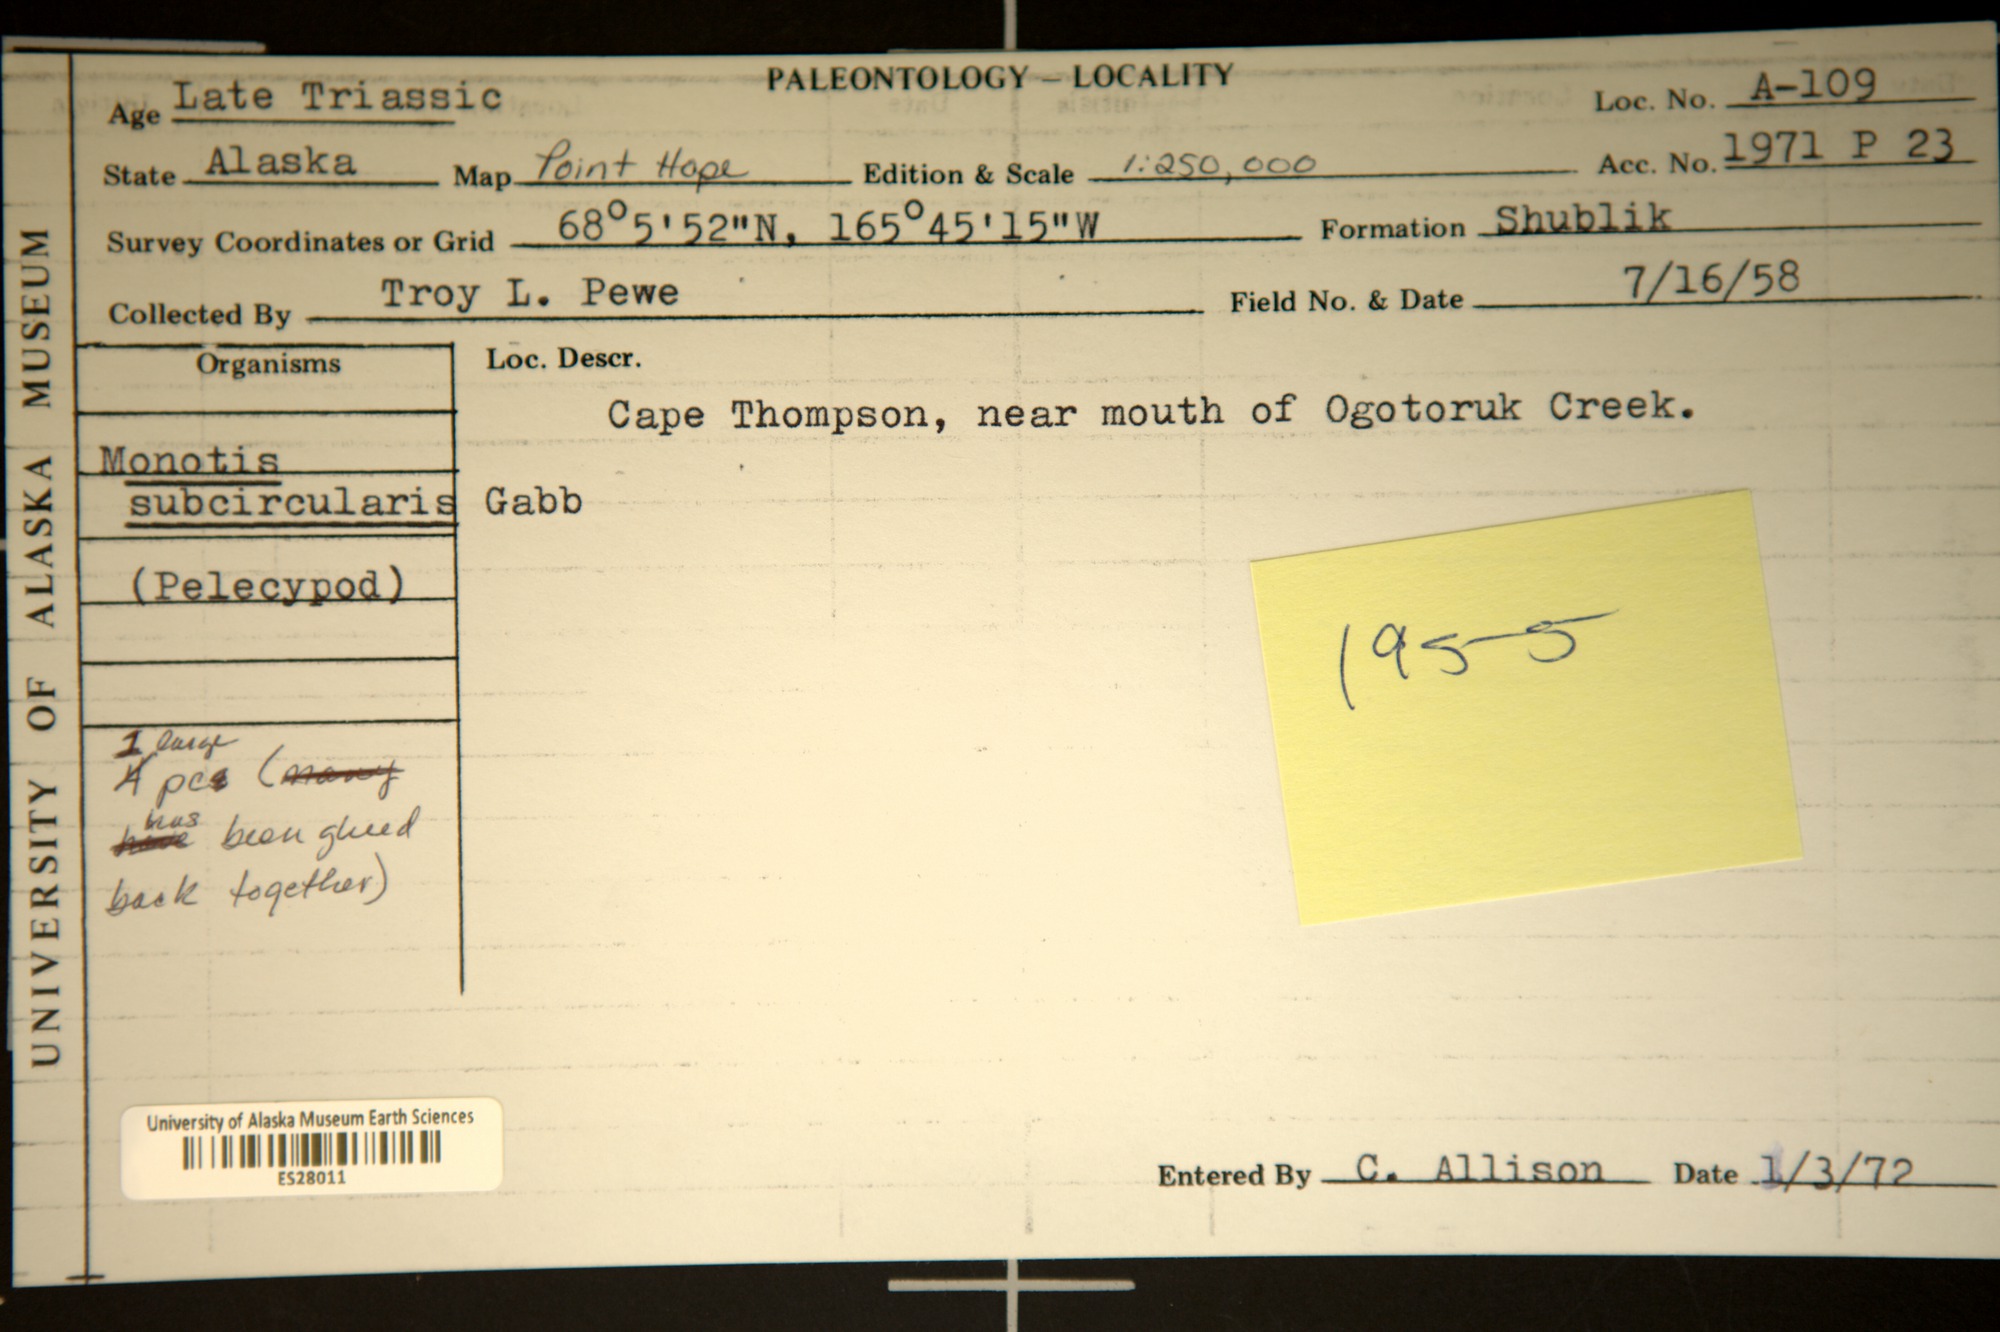 PALEONTOLOGY — LOCALITY
Age Late Triassic
Loc. No. A-109
State Alaska Map Point Hope Edition & Scale 1:250,000 Acc. No. 1971 P 23
Survey Coordinates or Grid 68°5'52"N, 165°45'15"W Formation Shublik
Collected By Troy L. Pewe Field No. & Date 7/16/58
Organisms
Loc. Descr.
Cape Thompson, near mouth of Ogotoruk Creek.
Monotis
subcircularis Gabb
(Pelecypod)
1 large
4 pcs (many
has
have been glued
back together)
1955
UNIVERSITY OF ALASKA MUSEUM
University of Alaska Museum Earth Sciences
ES28011
Entered By C. Allison Date 1/3/72